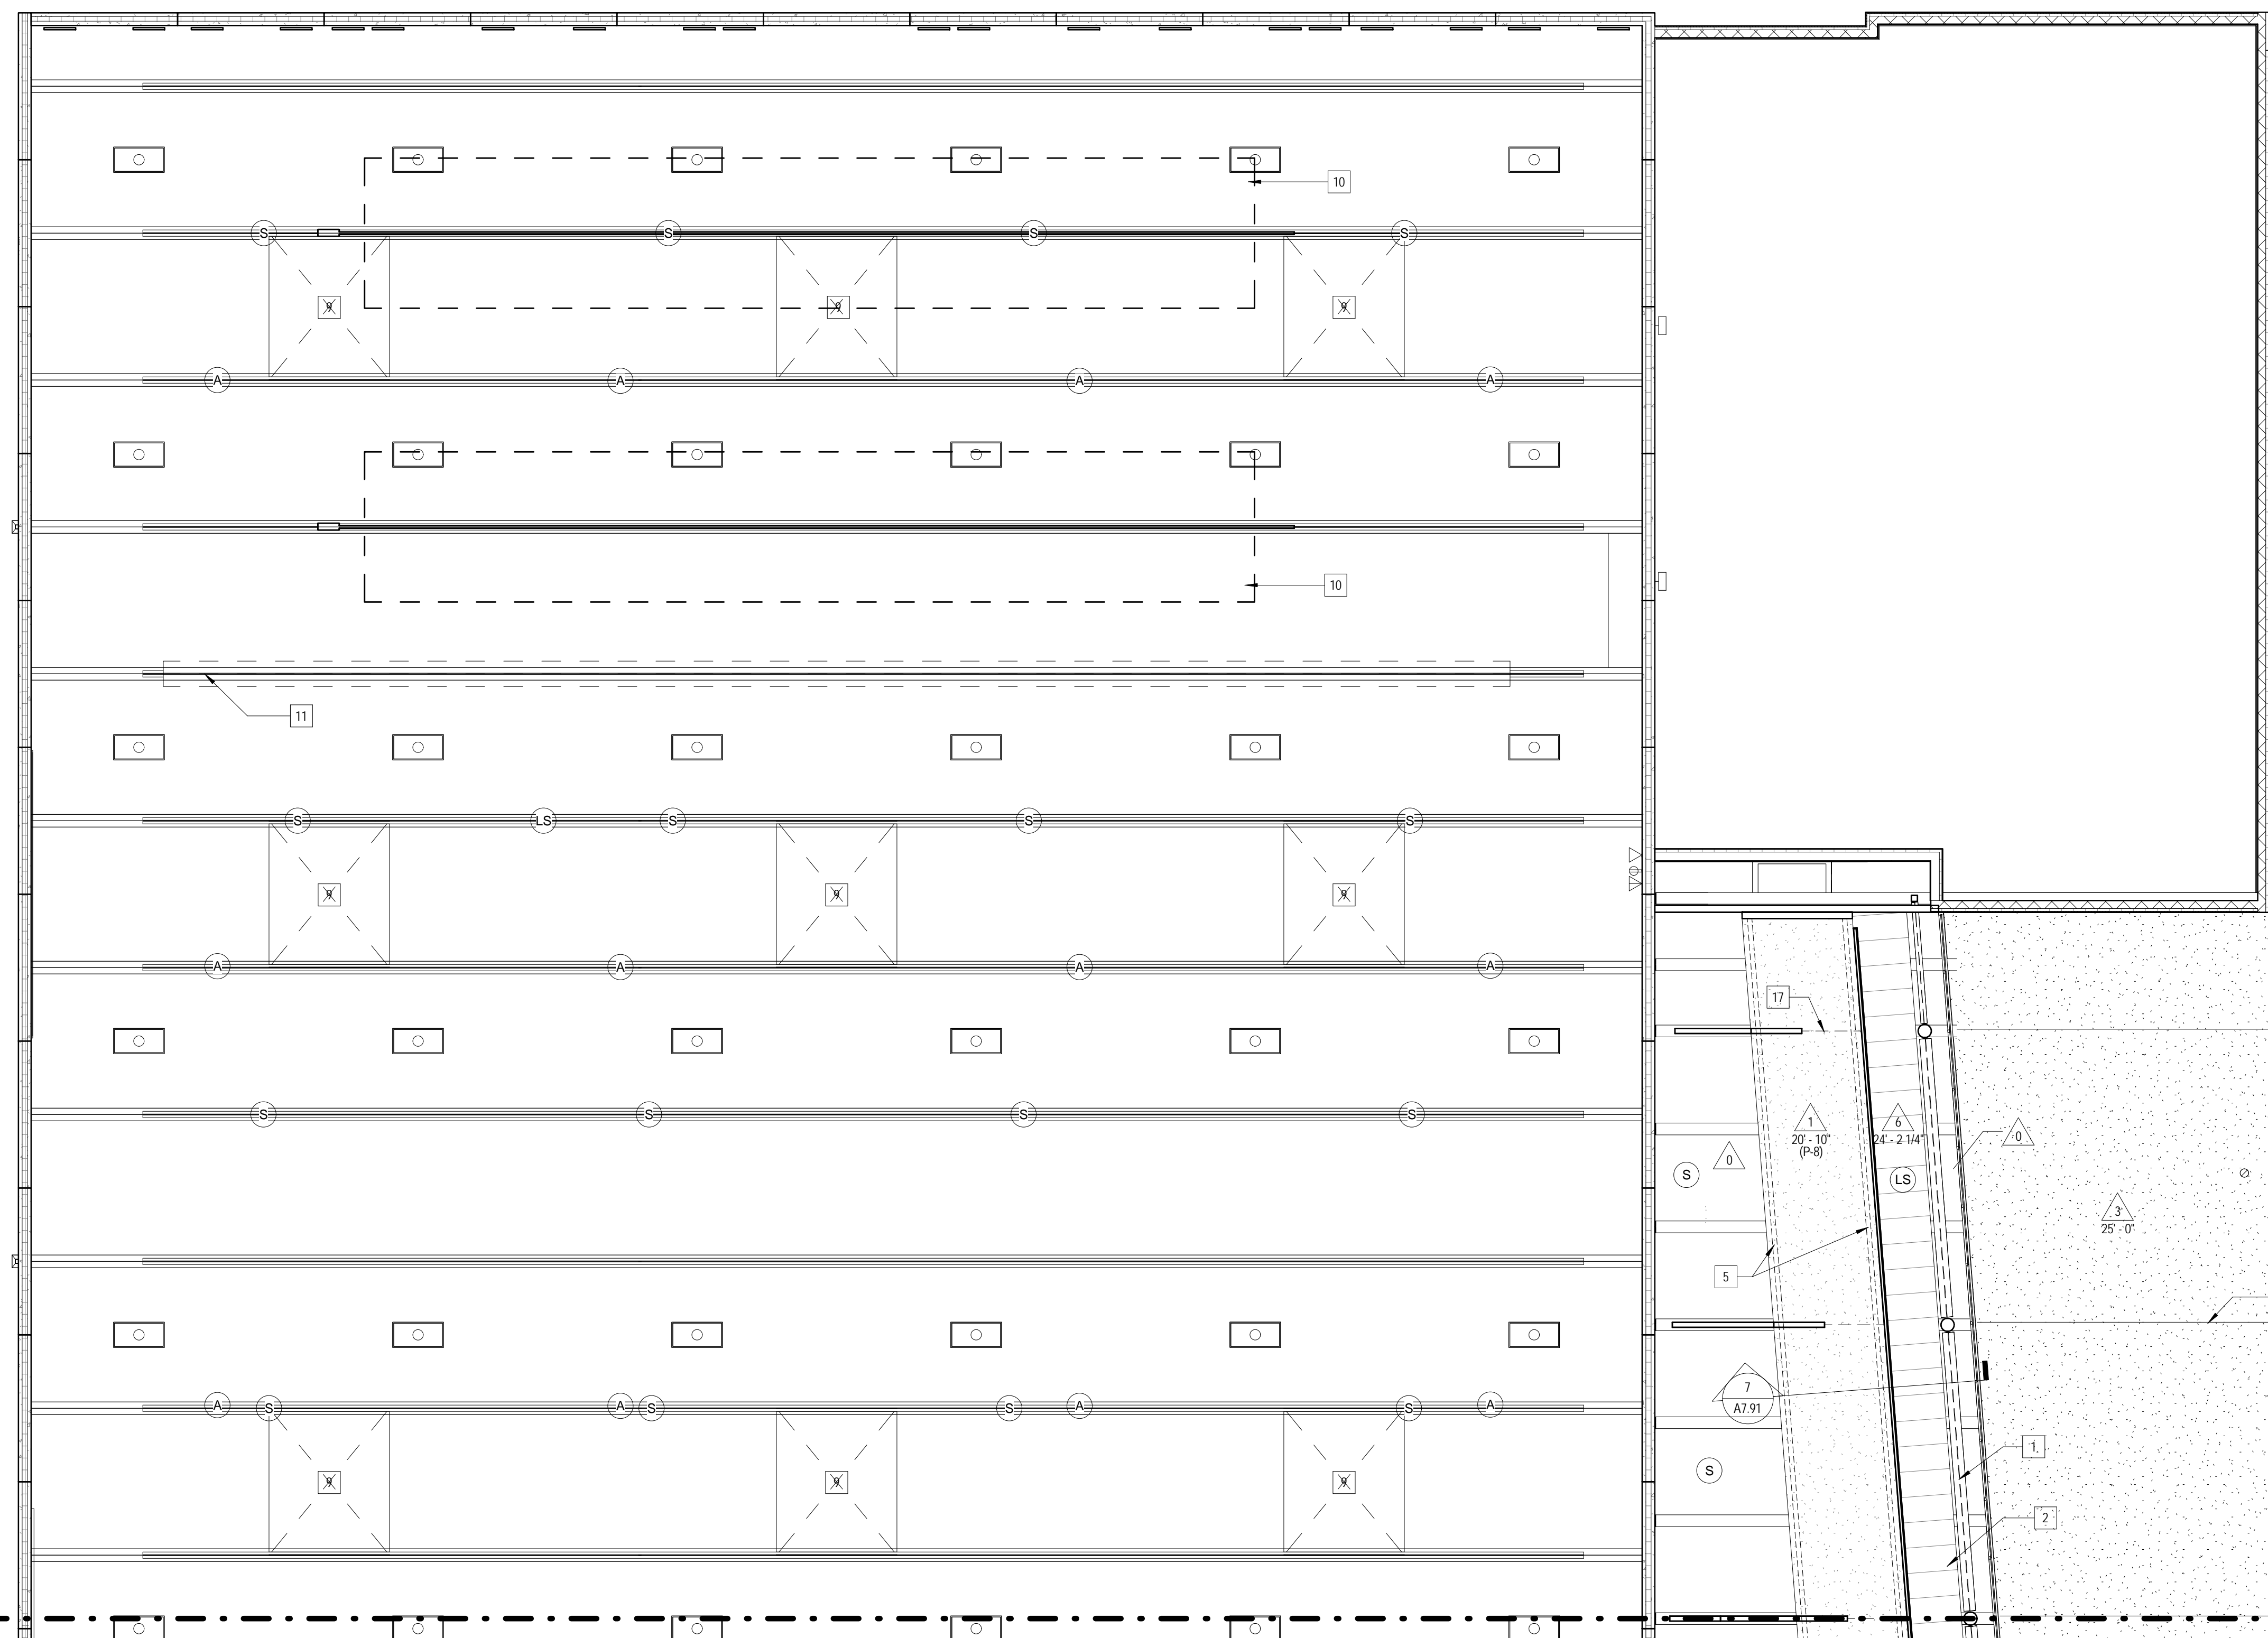 10
S S S S
9 9 9
A A A A
10
11
S LS S S S
9 9 9
A A A A
17
S S S S
1
20' - 10"
(P-8)
6
24' - 2 1/4"
0
0
S
LS
3
25' - 0"
5
7
A7.91
A S A S S A S A
1
S
9 9 9
2